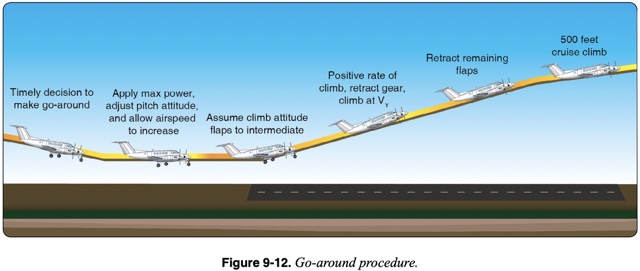 Timely decision to
make go-around
Apply max power,
adjust pitch attitude,
and allow airspeed
to increase
Assume climb attitude
flaps to intermediate
Positive rate of
climb, retract gear,
climb at VY
Retract remaining
flaps
500 feet
cruise climb
Figure 9-12. Go-around procedure.